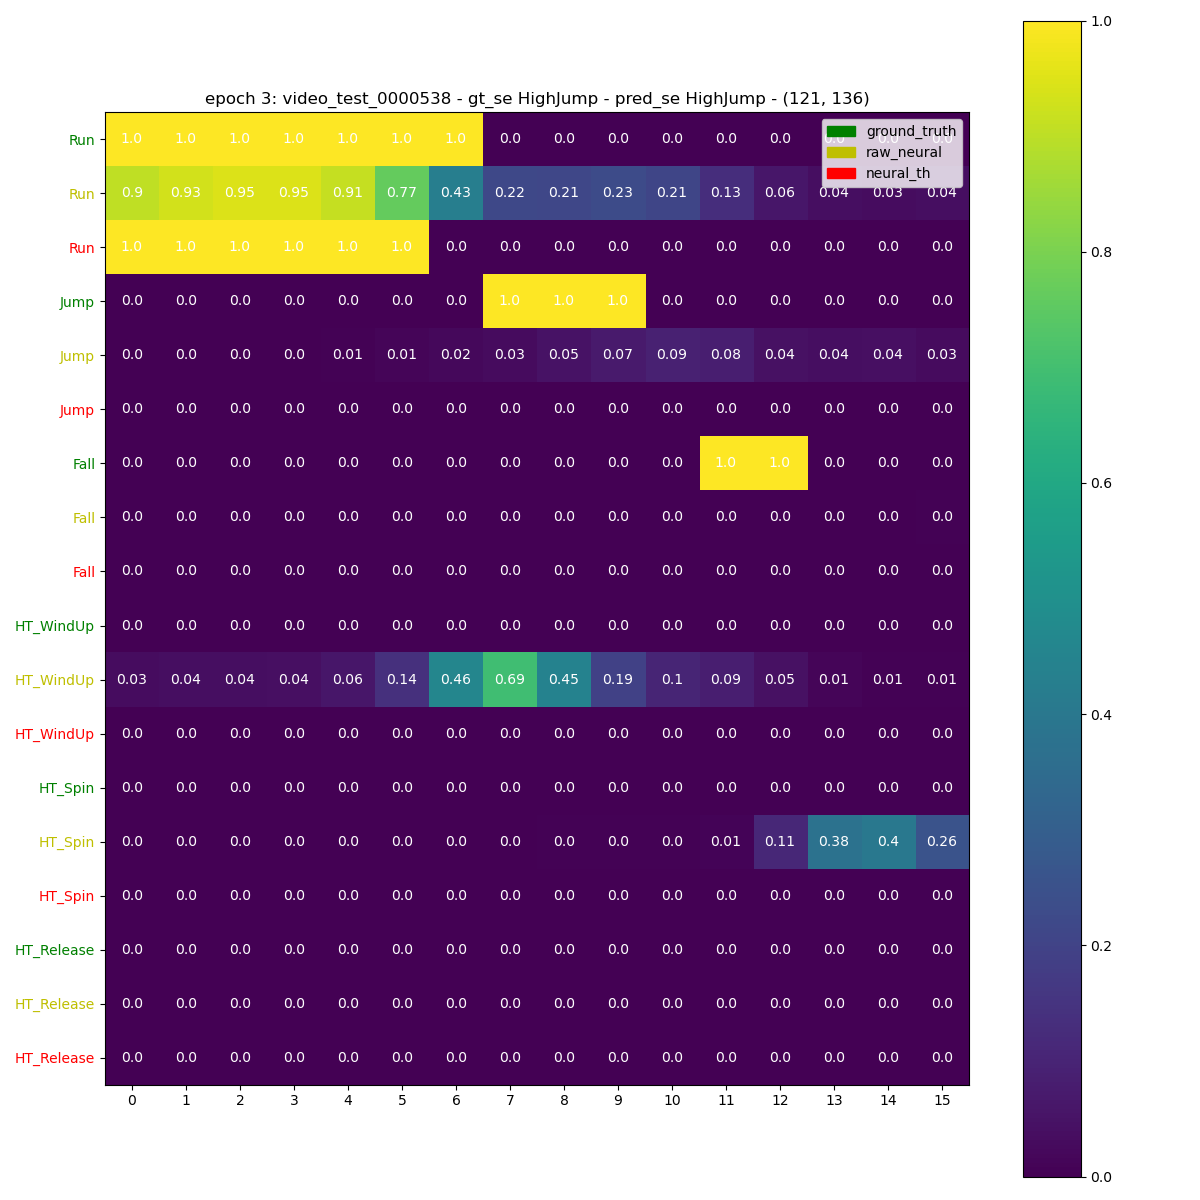 epoch 3: video_test_0000538 - gt_se HighJump - pred_se HighJump - (121, 136)
ground_truth
raw_neural
neural_th
Run 1.0 1.0 1.0 1.0 1.0 1.0 1.0 0.0 0.0 0.0 0.0 0.0 0.0 0.0 0.0 0.0
Run 0.9 0.93 0.95 0.95 0.91 0.77 0.43 0.22 0.21 0.23 0.21 0.13 0.06 0.04 0.03 0.04
Run 1.0 1.0 1.0 1.0 1.0 1.0 0.0 0.0 0.0 0.0 0.0 0.0 0.0 0.0 0.0 0.0
Jump 0.0 0.0 0.0 0.0 0.0 0.0 0.0 1.0 1.0 1.0 0.0 0.0 0.0 0.0 0.0 0.0
Jump 0.0 0.0 0.0 0.0 0.01 0.01 0.02 0.03 0.05 0.07 0.09 0.08 0.04 0.04 0.04 0.03
Jump 0.0 0.0 0.0 0.0 0.0 0.0 0.0 0.0 0.0 0.0 0.0 0.0 0.0 0.0 0.0 0.0
Fall 0.0 0.0 0.0 0.0 0.0 0.0 0.0 0.0 0.0 0.0 0.0 1.0 1.0 0.0 0.0 0.0
Fall 0.0 0.0 0.0 0.0 0.0 0.0 0.0 0.0 0.0 0.0 0.0 0.0 0.0 0.0 0.0 0.0
Fall 0.0 0.0 0.0 0.0 0.0 0.0 0.0 0.0 0.0 0.0 0.0 0.0 0.0 0.0 0.0 0.0
HT_WindUp 0.0 0.0 0.0 0.0 0.0 0.0 0.0 0.0 0.0 0.0 0.0 0.0 0.0 0.0 0.0 0.0
HT_WindUp 0.03 0.04 0.04 0.04 0.06 0.14 0.46 0.69 0.45 0.19 0.1 0.09 0.05 0.01 0.01 0.01
HT_WindUp 0.0 0.0 0.0 0.0 0.0 0.0 0.0 0.0 0.0 0.0 0.0 0.0 0.0 0.0 0.0 0.0
HT_Spin 0.0 0.0 0.0 0.0 0.0 0.0 0.0 0.0 0.0 0.0 0.0 0.0 0.0 0.0 0.0 0.0
HT_Spin 0.0 0.0 0.0 0.0 0.0 0.0 0.0 0.0 0.0 0.0 0.0 0.01 0.11 0.38 0.4 0.26
HT_Spin 0.0 0.0 0.0 0.0 0.0 0.0 0.0 0.0 0.0 0.0 0.0 0.0 0.0 0.0 0.0 0.0
HT_Release 0.0 0.0 0.0 0.0 0.0 0.0 0.0 0.0 0.0 0.0 0.0 0.0 0.0 0.0 0.0 0.0
HT_Release 0.0 0.0 0.0 0.0 0.0 0.0 0.0 0.0 0.0 0.0 0.0 0.0 0.0 0.0 0.0 0.0
HT_Release 0.0 0.0 0.0 0.0 0.0 0.0 0.0 0.0 0.0 0.0 0.0 0.0 0.0 0.0 0.0 0.0
0 1 2 3 4 5 6 7 8 9 10 11 12 13 14 15
1.0
0.8
0.6
0.4
0.2
0.0